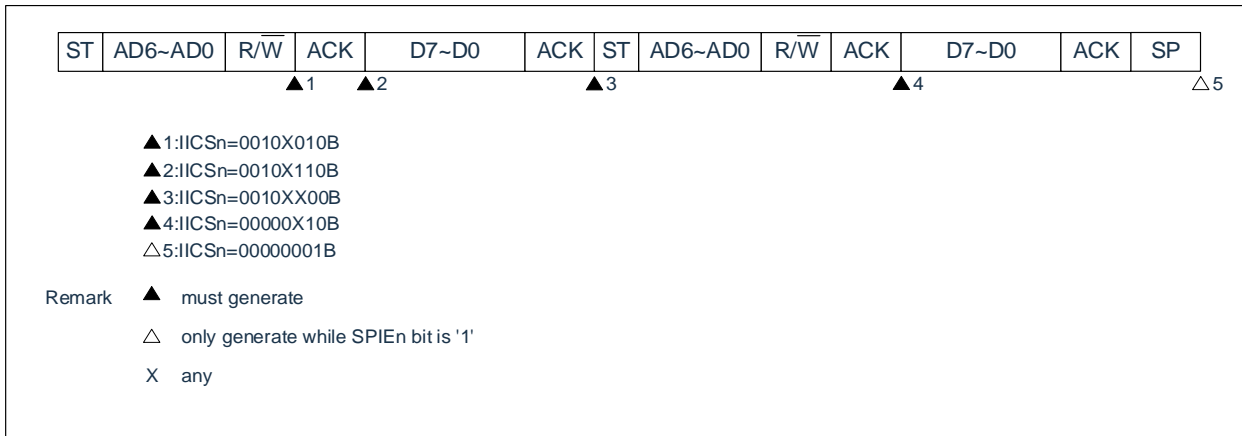 ST AD6~AD0 R/W ACK D7~D0 ACK ST AD6~AD0 R/W ACK D7~D0 ACK SP
▲1 ▲2 ▲3 ▲4 △5
▲1:IICSn=0010X010B
▲2:IICSn=0010X110B
▲3:IICSn=0010XX00B
▲4:IICSn=00000X10B
△5:IICSn=00000001B
Remark ▲ must generate
△ only generate while SPIEn bit is '1'
X any